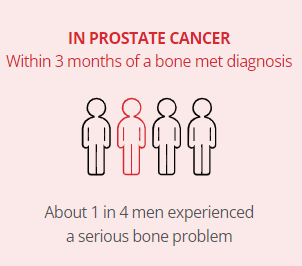 IN PROSTATE CANCER
Within 3 months of a bone met diagnosis
About 1 in 4 men experienced
a serious bone problem